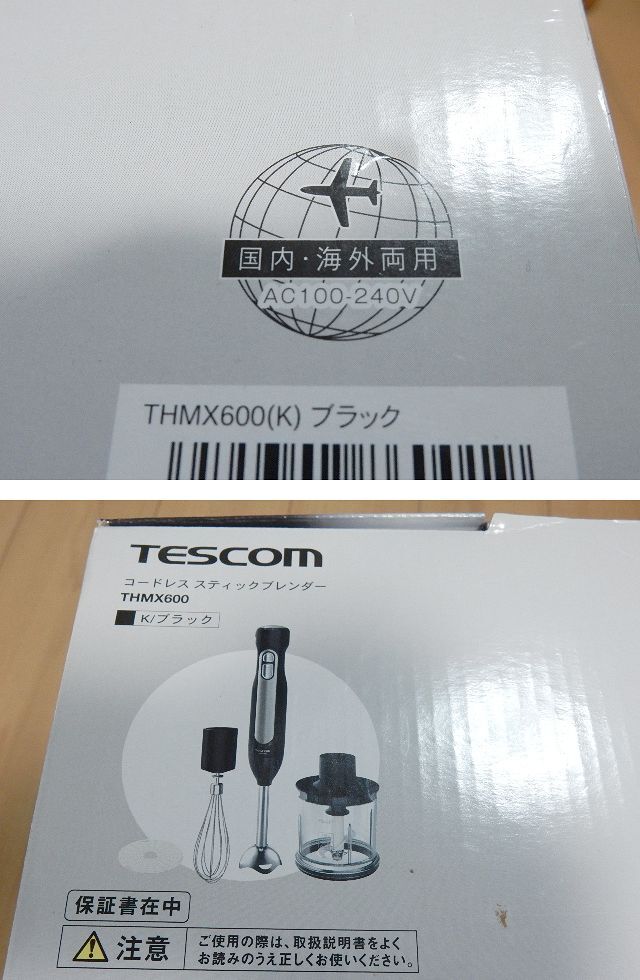 国内・海外両用
AC100-240V
THMX600(K) ブラック
TESCOM
コードレス スティックブレンダー
THMX600
K/ブラック
保証書在中
注意
ご使用の際は、取扱説明書をよく
お読みのうえ正しくお使いください。